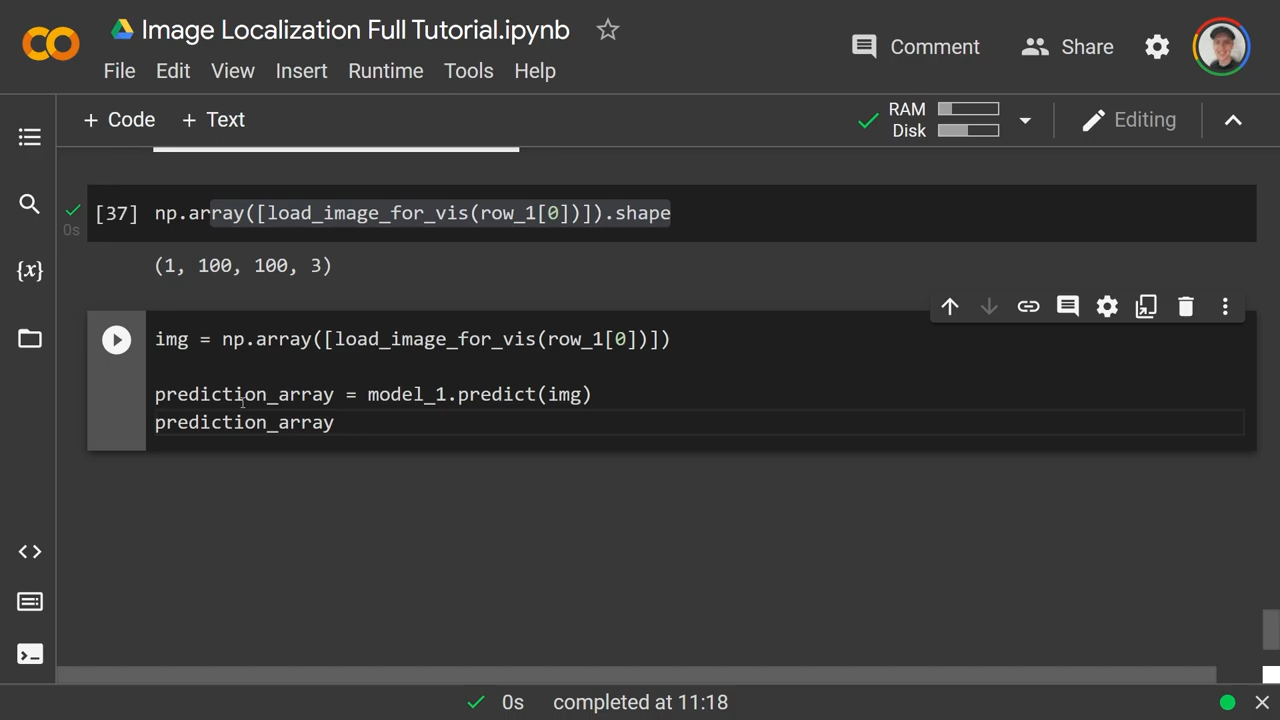 Image Localization Full Tutorial.ipynb
Comment
Share
File Edit View Insert Runtime Tools Help
+ Code + Text
RAM
Disk
Editing
[37] np.array([load_image_for_vis(row_1[0])]).shape
0s
(1, 100, 100, 3)
{x}
img = np.array([load_image_for_vis(row_1[0])])
prediction_array = model_1.predict(img)
prediction_array
0s completed at 11:18